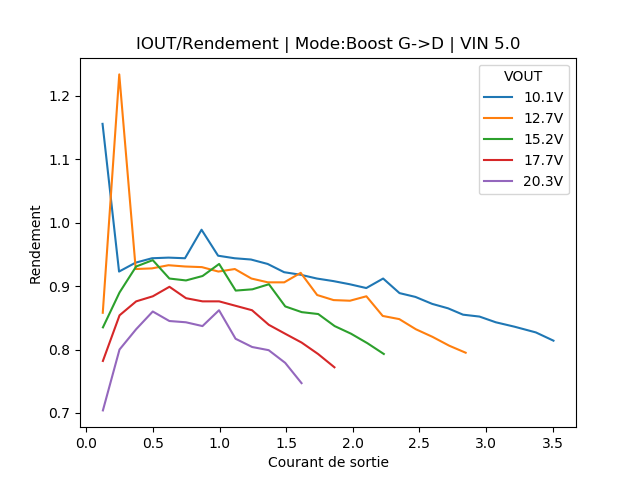 IOUT/Rendement | Mode:Boost G->D | VIN 5.0
VOUT
10.1V
12.7V
15.2V
17.7V
20.3V
1.2
1.1
1.0
0.9
0.8
0.7
Rendement
0.0 0.5 1.0 1.5 2.0 2.5 3.0 3.5
Courant de sortie